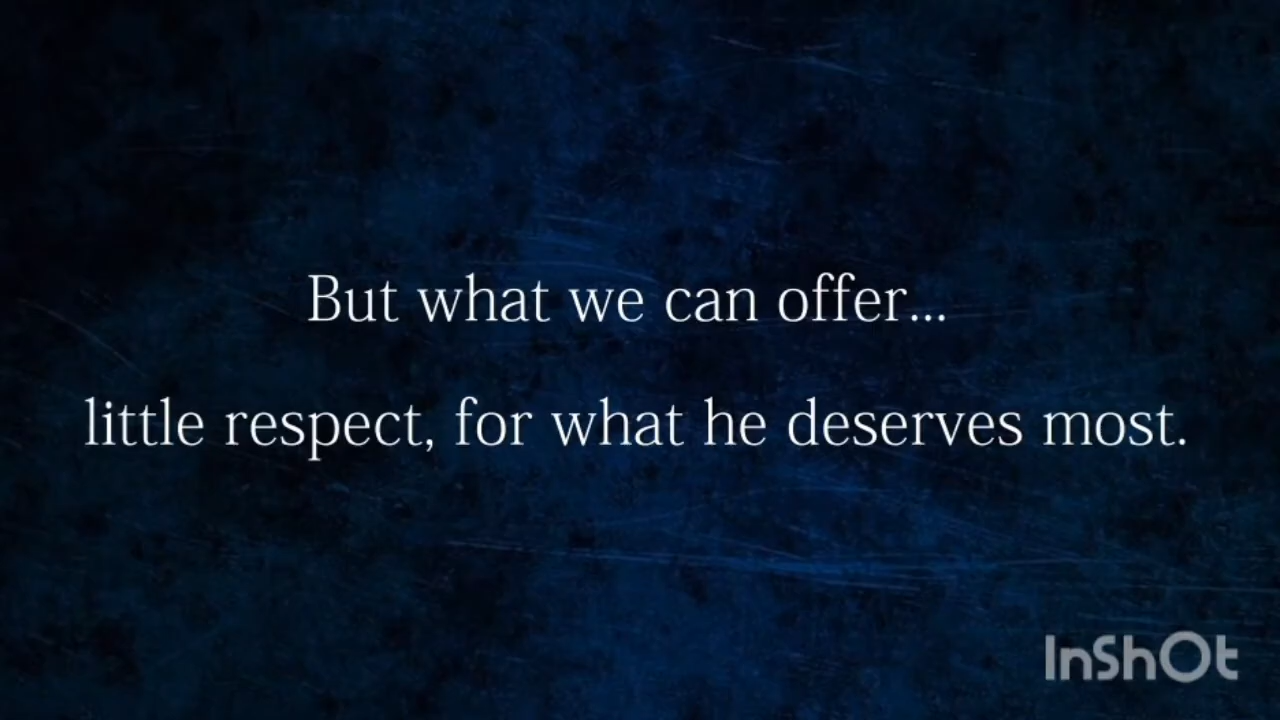 But what we can offer...
little respect, for what he deserves most.
InShOt